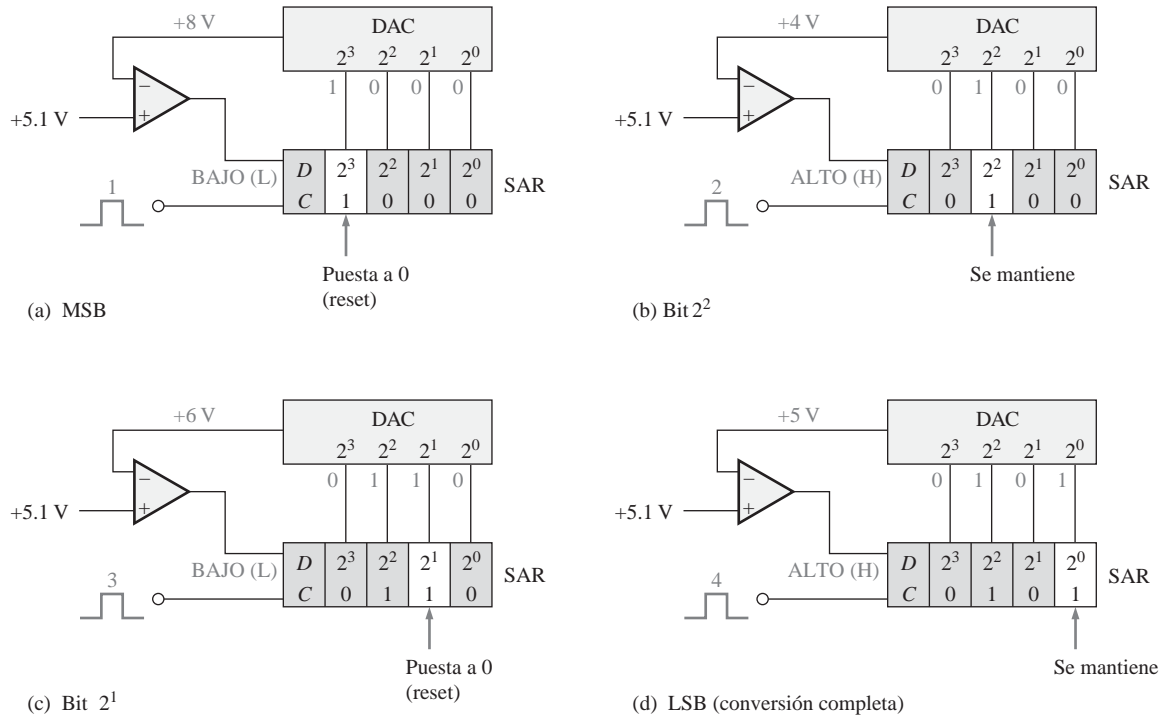 +8 V
DAC
2³ 2² 2¹ 2⁰
1 0 0 0
−
+
+5.1 V
BAJO (L)
D 2³ 2² 2¹ 2⁰
C 1 0 0 0
SAR
1
Puesta a 0
(reset)
(a) MSB
+4 V
DAC
2³ 2² 2¹ 2⁰
0 1 0 0
−
+
+5.1 V
ALTO (H)
D 2³ 2² 2¹ 2⁰
C 0 1 0 0
SAR
2
Se mantiene
(b) Bit 2²
+6 V
DAC
2³ 2² 2¹ 2⁰
0 1 1 0
−
+
+5.1 V
BAJO (L)
D 2³ 2² 2¹ 2⁰
C 0 1 1 0
SAR
3
Puesta a 0
(reset)
(c) Bit 2¹
+5 V
DAC
2³ 2² 2¹ 2⁰
0 1 0 1
−
+
+5.1 V
ALTO (H)
D 2³ 2² 2¹ 2⁰
C 0 1 0 1
SAR
4
Se mantiene
(d) LSB (conversión completa)